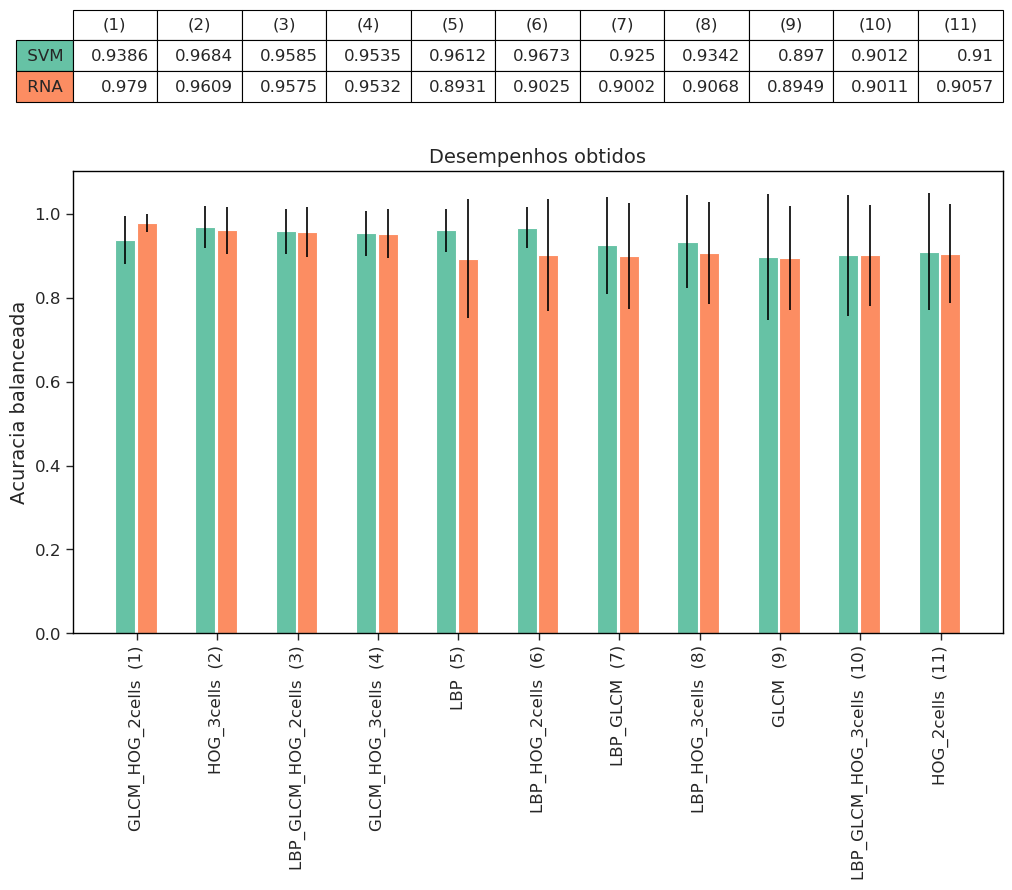 (1) (2) (3) (4) (5) (6) (7) (8) (9) (10) (11)
SVM 0.9386 0.9684 0.9585 0.9535 0.9612 0.9673 0.925 0.9342 0.897 0.9012 0.91
RNA 0.979 0.9609 0.9575 0.9532 0.8931 0.9025 0.9002 0.9068 0.8949 0.9011 0.9057
Desempenhos obtidos
Acuracia balanceada
1.0
0.8
0.6
0.4
0.2
0.0
GLCM_HOG_2cells (1)
HOG_3cells (2)
LBP_GLCM_HOG_2cells (3)
GLCM_HOG_3cells (4)
LBP (5)
LBP_HOG_2cells (6)
LBP_GLCM (7)
LBP_HOG_3cells (8)
GLCM (9)
LBP_GLCM_HOG_3cells (10)
HOG_2cells (11)